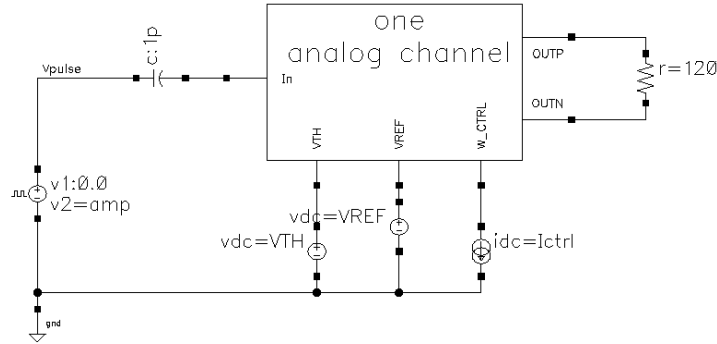 one
analog channel
Vpulse
c:1p
In
OUTP
OUTN
r=120
VTH
VREF
W_CTRL
v1:0.0
v2=amp
vdc=VTH
vdc=VREF
idc=Ictrl
gnd